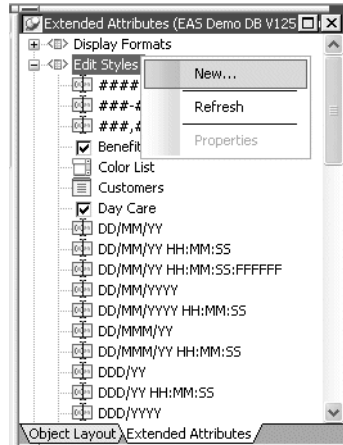 Extended Attributes (EAS Demo DB V125
Display Formats
Edit Styles
New...
####
Refresh
###-#
###,#
Properties
Benefit
Color List
Customers
Day Care
DD/MM/YY
DD/MM/YY HH:MM:SS
DD/MM/YY HH:MM:SS:FFFFFF
DD/MM/YYYY
DD/MM/YYYY HH:MM:SS
DD/MMM/YY
DD/MMM/YY HH:MM:SS
DDD/YY
DDD/YY HH:MM:SS
DDD/YYYY
Object Layout Extended Attributes